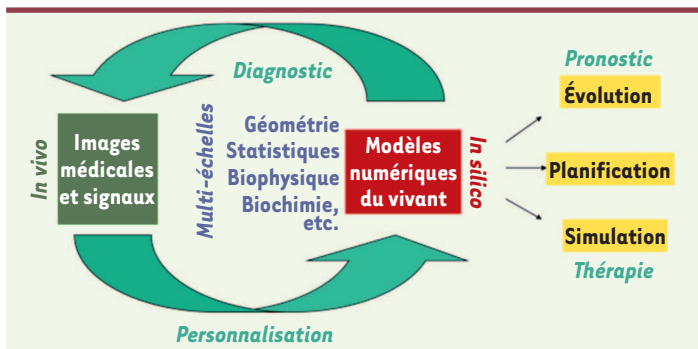 Diagnostic
In vivo
Images
médicales
et signaux
Multi-échelles
Géométrie
Statistiques
Biophysique
Biochimie,
etc.
Modèles
numériques
du vivant
In silico
Pronostic
Évolution
Planification
Simulation
Thérapie
Personnalisation